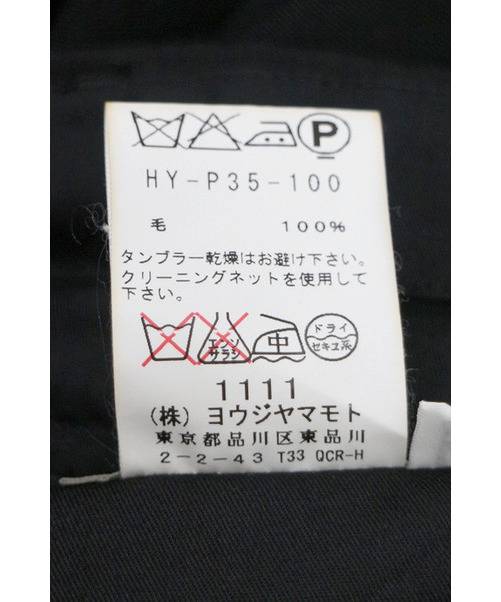 P
HY-P35-100
毛 100%
タンブラー乾燥はお避け下さい。
クリーニングネットを使用して
下さい。
エンソ
サラシ
中
ドライ
セキユ系
1111
(株) ヨウジヤマモト
東京都品川区東品川
2-2-43 T33 QCR-H